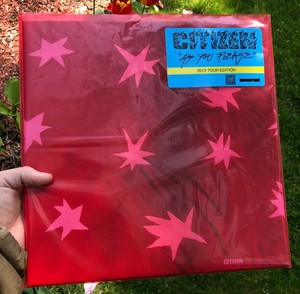 CITIZEN
"AS YOU PLEASE"
2019 TOUR EDITION
CITIZEN